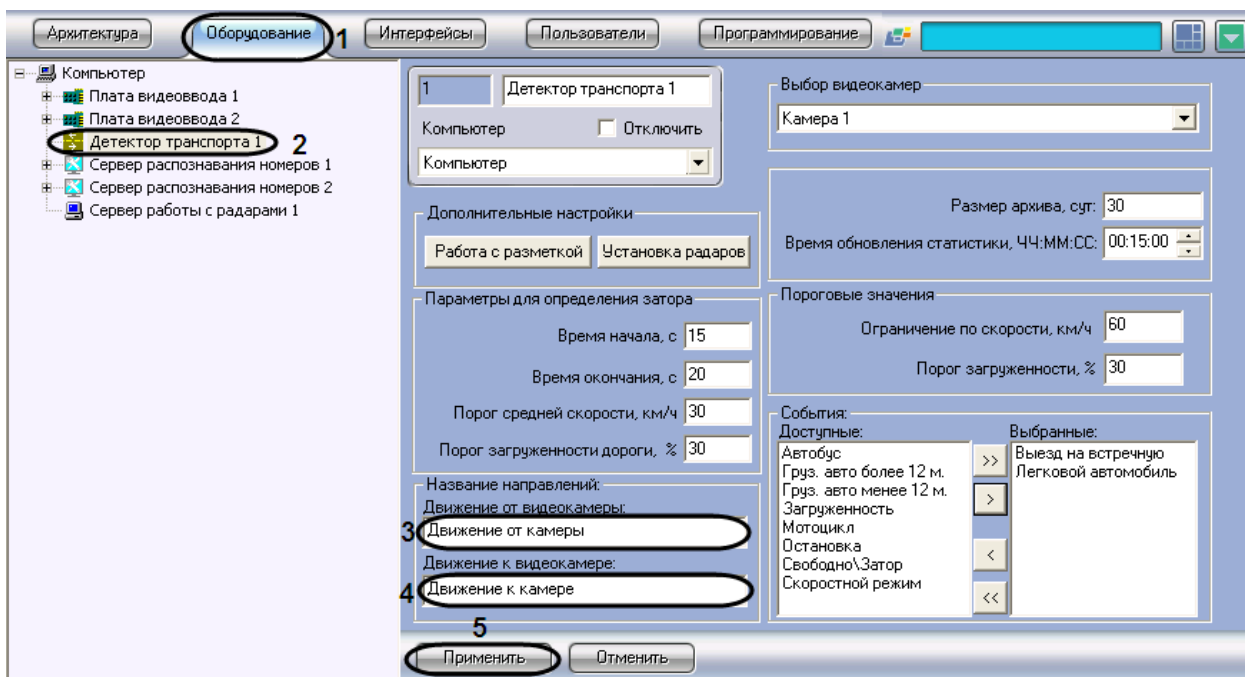 Архитектура Оборудование 1 Интерфейсы Пользователи Программирование
Компьютер
Плата видеоввода 1
Плата видеоввода 2
Детектор транспорта 1 2
Сервер распознавания номеров 1
Сервер распознавания номеров 2
Сервер работы с радарами 1
1 Детектор транспорта 1
Компьютер Отключить
Компьютер
Дополнительные настройки
Работа с разметкой Установка радаров
Параметры для определения затора
Время начала, с 15
Время окончания, с 20
Порог средней скорости, км/ч 30
Порог загруженности дороги, % 30
Название направлений:
Движение от видеокамеры:
3 Движение от камеры
Движение к видеокамере:
4 Движение к камере
Выбор видеокамер
Камера 1
Размер архива, сут: 30
Время обновления статистики, ЧЧ:ММ:СС: 00:15:00
Пороговые значения
Ограничение по скорости, км/ч 60
Порог загруженности, % 30
События:
Доступные:
Автобус
Груз. авто более 12 м.
Груз. авто менее 12 м.
Загруженность
Мотоцикл
Остановка
Свободно\Затор
Скоростной режим
>>
>
<
<<
Выбранные:
Выезд на встречную
Легковой автомобиль
5
Применить Отменить